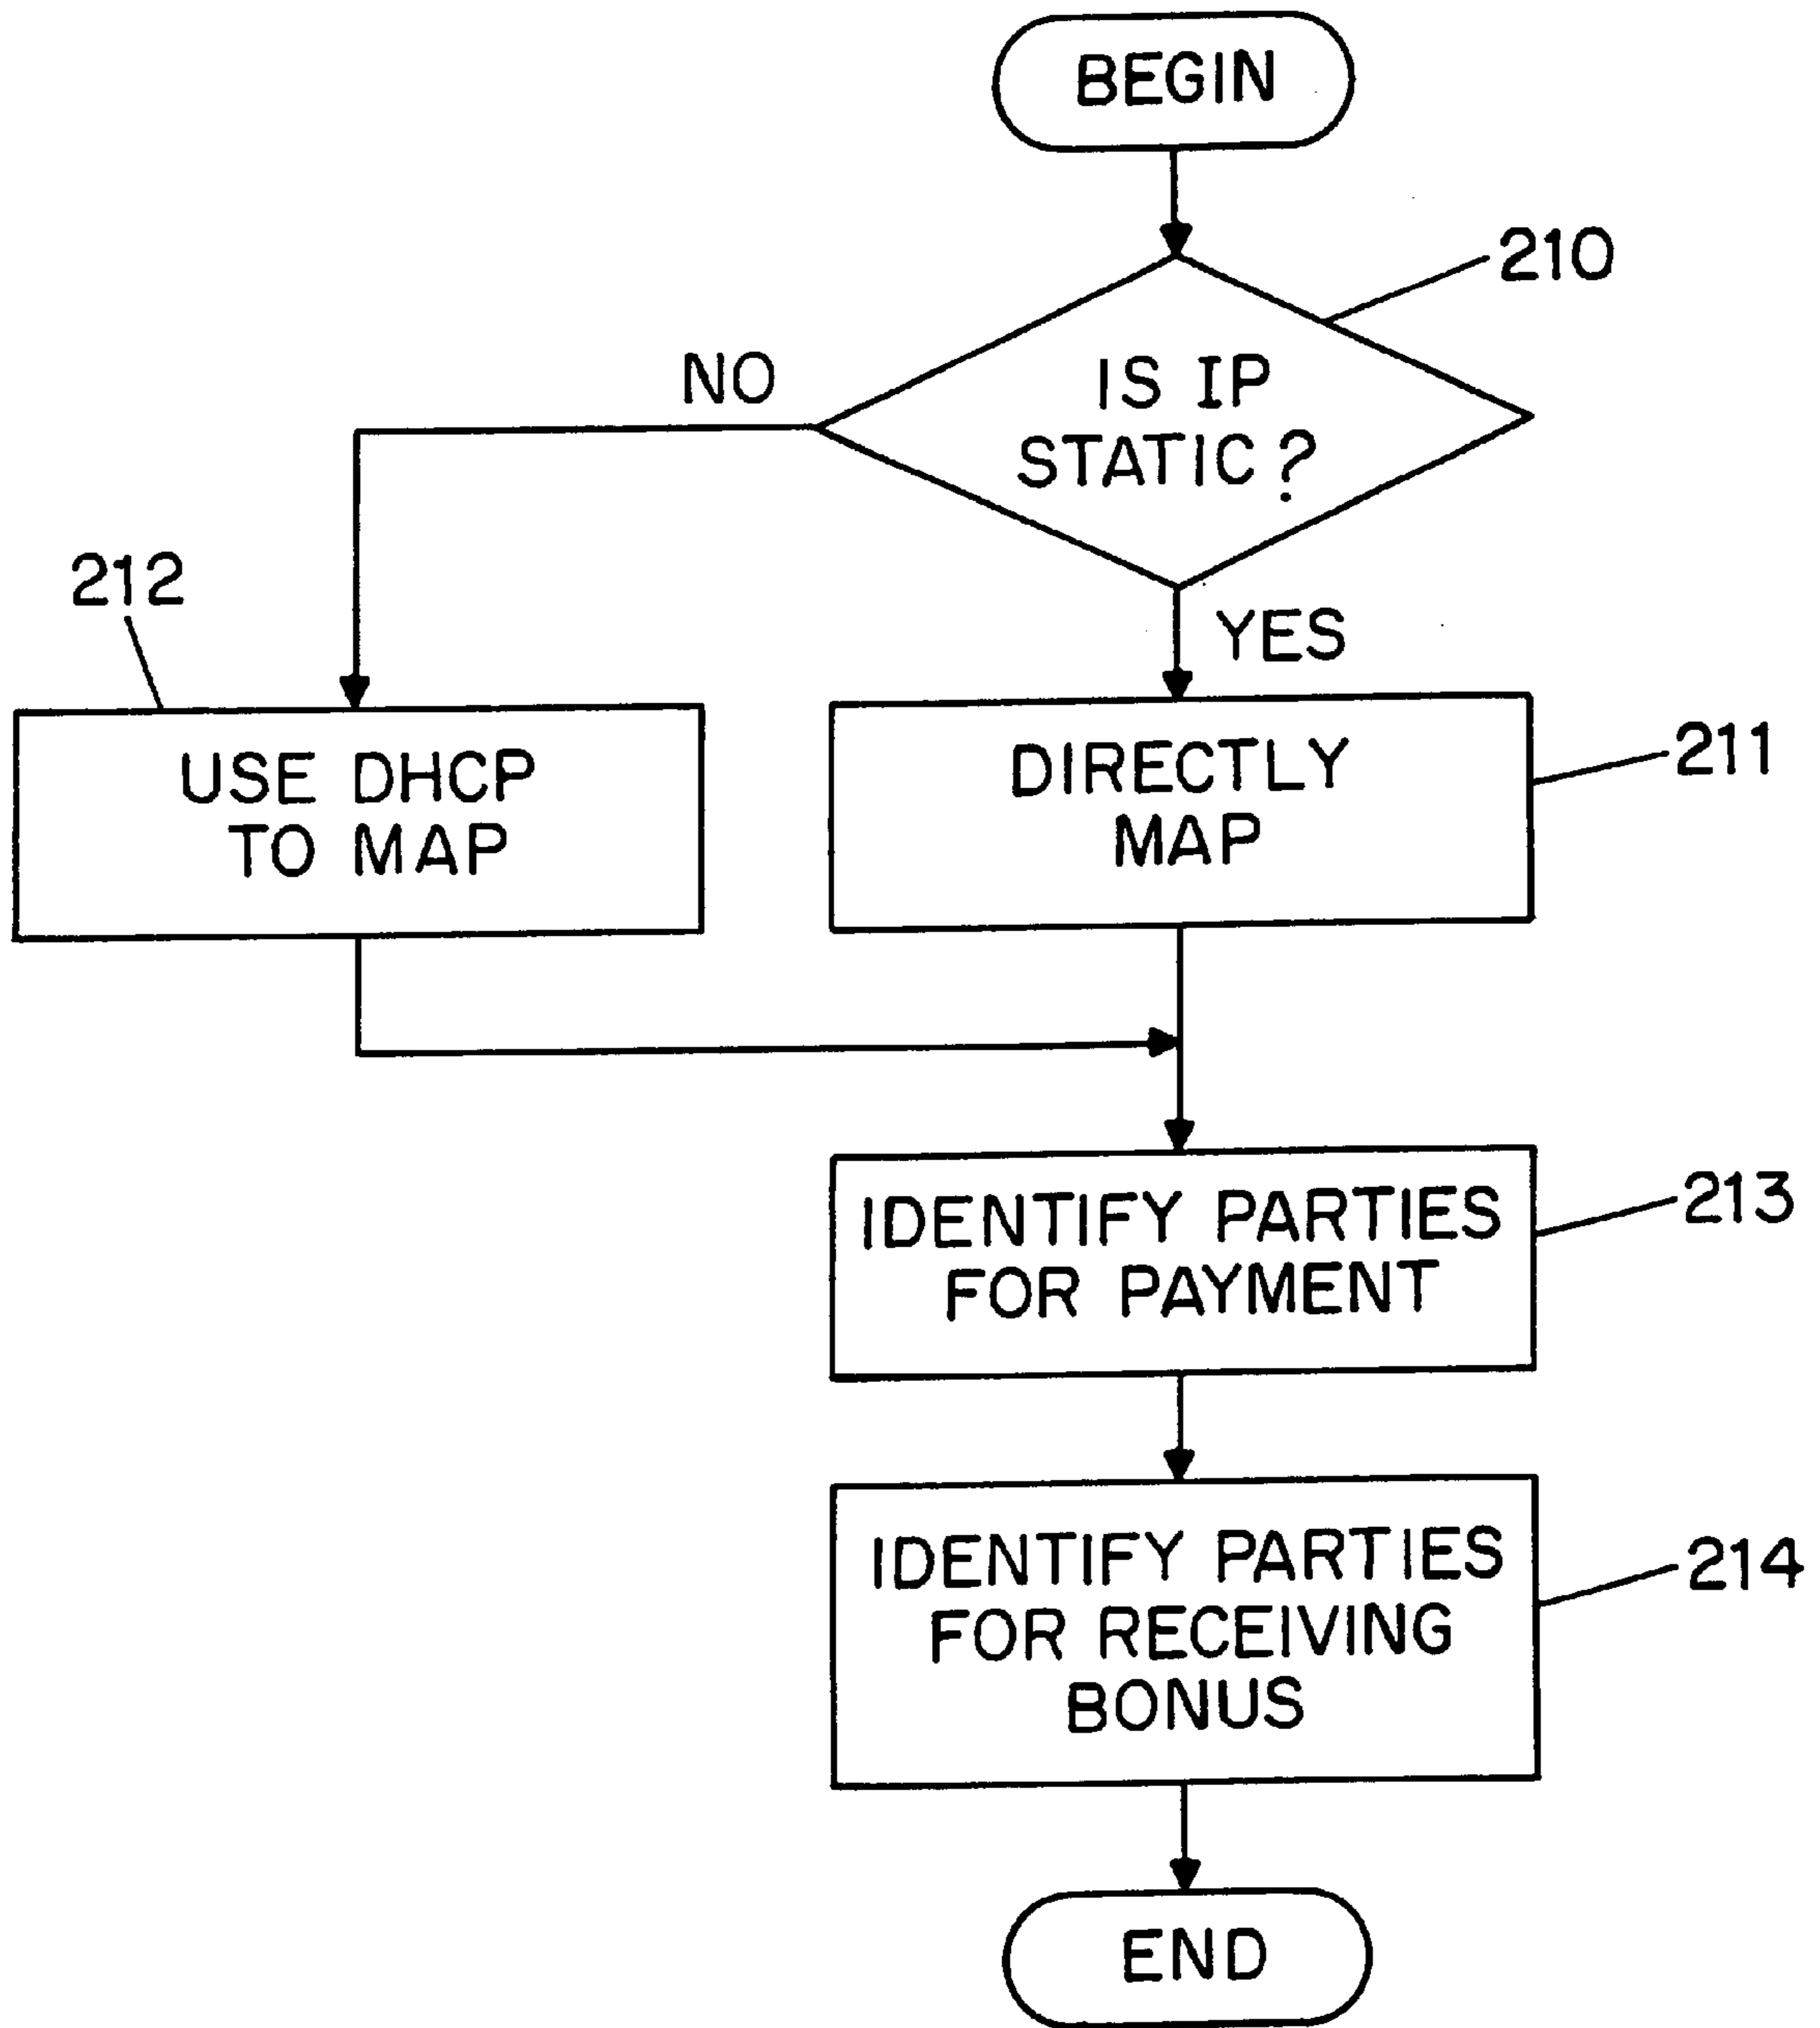 BEGIN
210
IS IP
STATIC?
NO
YES
212
USE DHCP
TO MAP
DIRECTLY
MAP
211
IDENTIFY PARTIES
FOR PAYMENT
213
IDENTIFY PARTIES
FOR RECEIVING
BONUS
214
END